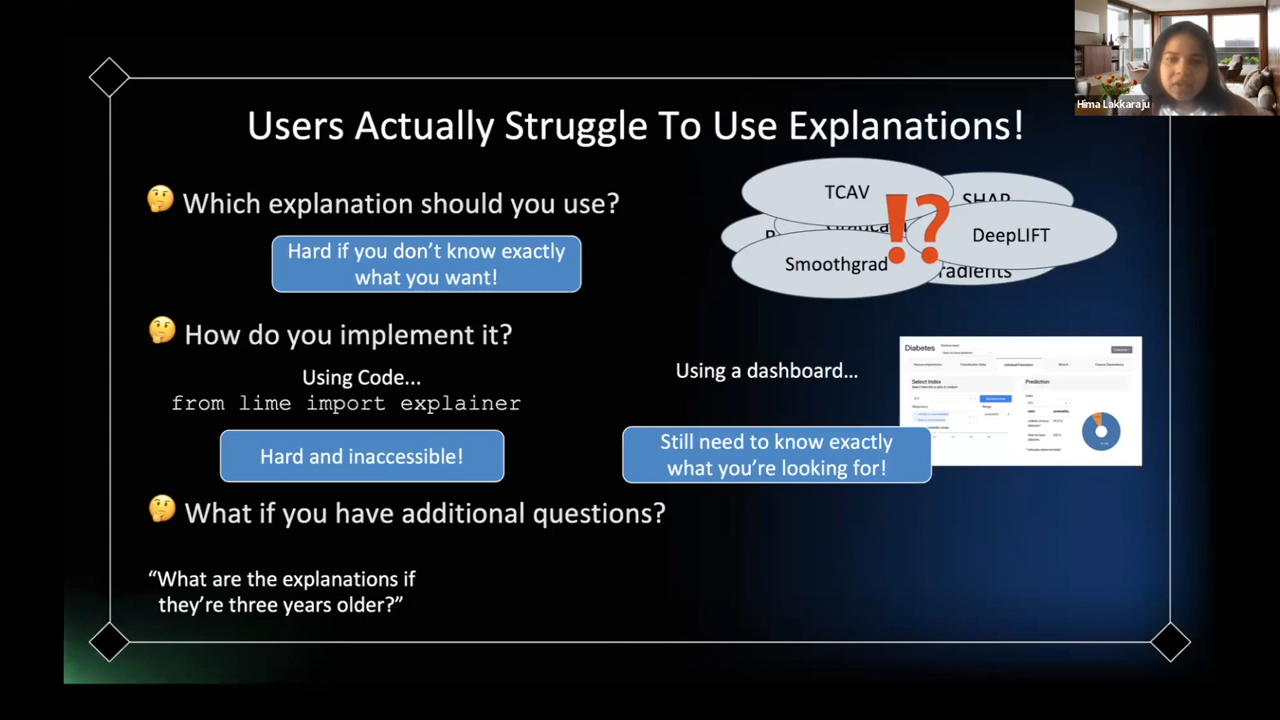 Hima Lakkaraju
Users Actually Struggle To Use Explanations!
Which explanation should you use?
Hard if you don't know exactly
what you want!
TCAV
SHAP
DeepLIFT
Smoothgrad
radients
!?
How do you implement it?
Using Code...
from lime import explainer
Hard and inaccessible!
Using a dashboard...
Still need to know exactly
what you're looking for!
Diabetes
Select Index
Prediction
What if you have additional questions?
“What are the explanations if
they're three years older?”